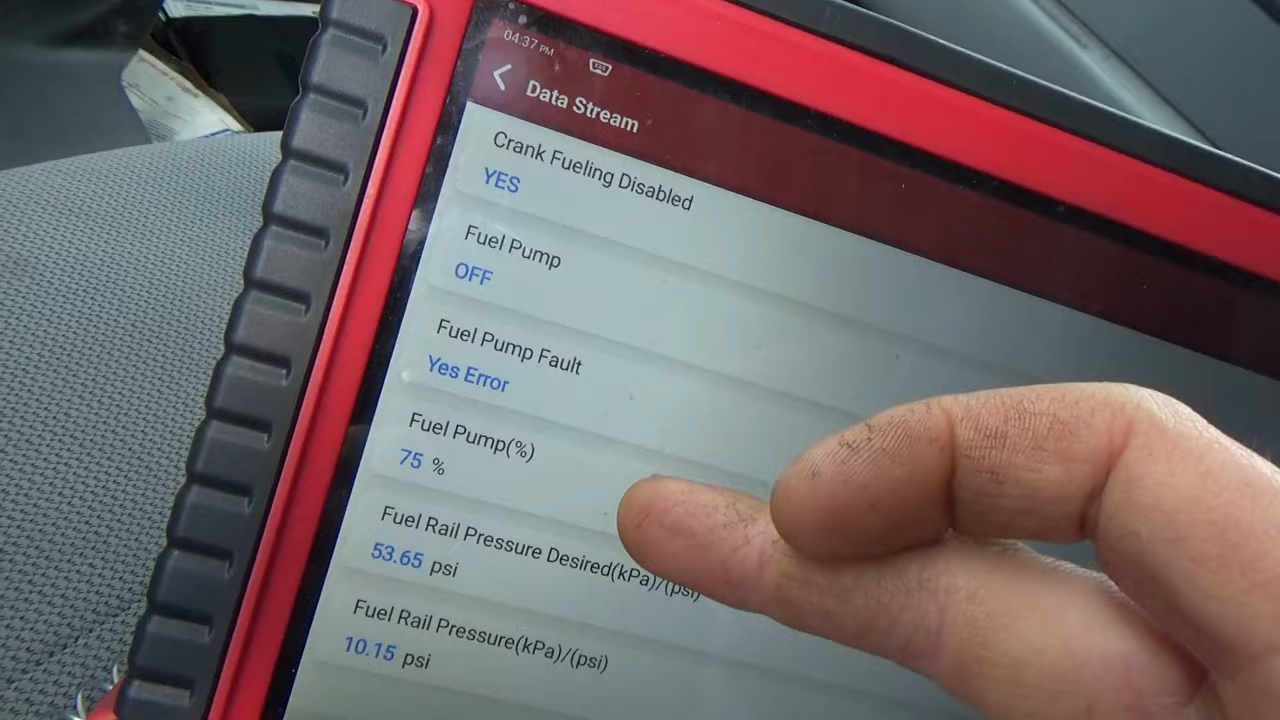 04:37 PM
Data Stream
Crank Fueling Disabled
YES
Fuel Pump
OFF
Fuel Pump Fault
Yes Error
Fuel Pump(%)
75 %
Fuel Rail Pressure Desired(kPa)/(psi)
53.65 psi
Fuel Rail Pressure(kPa)/(psi)
10.15 psi